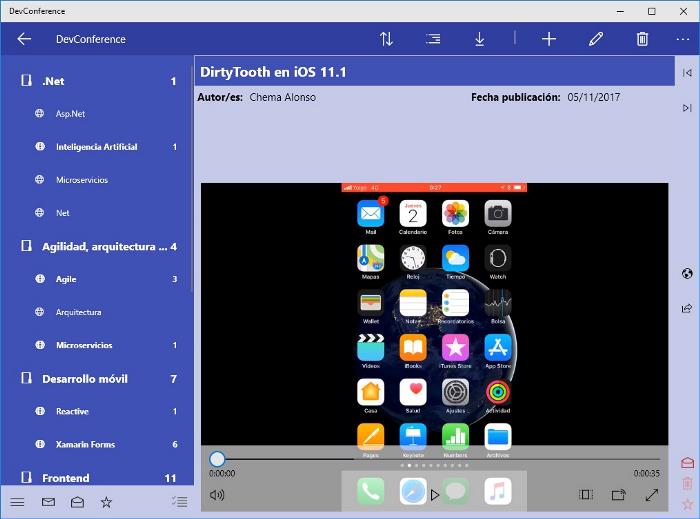 DevConference
DevConference
.Net 1
Asp.Net
Inteligencia Artificial 1
Microservicios
Net
Agilidad, arquitectura ... 4
Agile 3
Arquitectura
Microservicios 1
Desarrollo móvil 7
Reactive 1
Xamarin Forms 6
Frontend 11
DirtyTooth en iOS 11.1
Autor/es: Chema Alonso Fecha publicación: 05/11/2017
Yoigo 4G 0:27
5
Jueves
2
Mail Calendario Fotos Cámara
Mapas Reloj Tiempo Watch
Wallet Notas Recordatorios Bolsa
Vídeos iBooks iTunes Store App Store
Casa Salud Ajustes Actividad
Pages Keynote Numbers Archivos
0:00:00 0:00:35